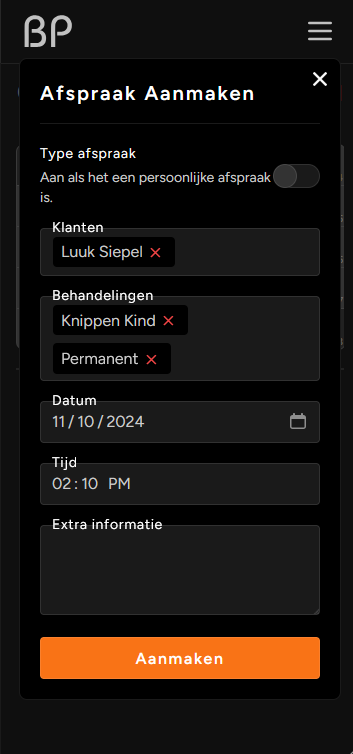 BP
Afspraak Aanmaken
Type afspraak
Aan als het een persoonlijke afspraak
is.
Klanten
Luuk Siepel
Behandelingen
Knippen Kind
Permanent
Datum
11/10/2024
Tijd
02:10 PM
Extra informatie
Aanmaken